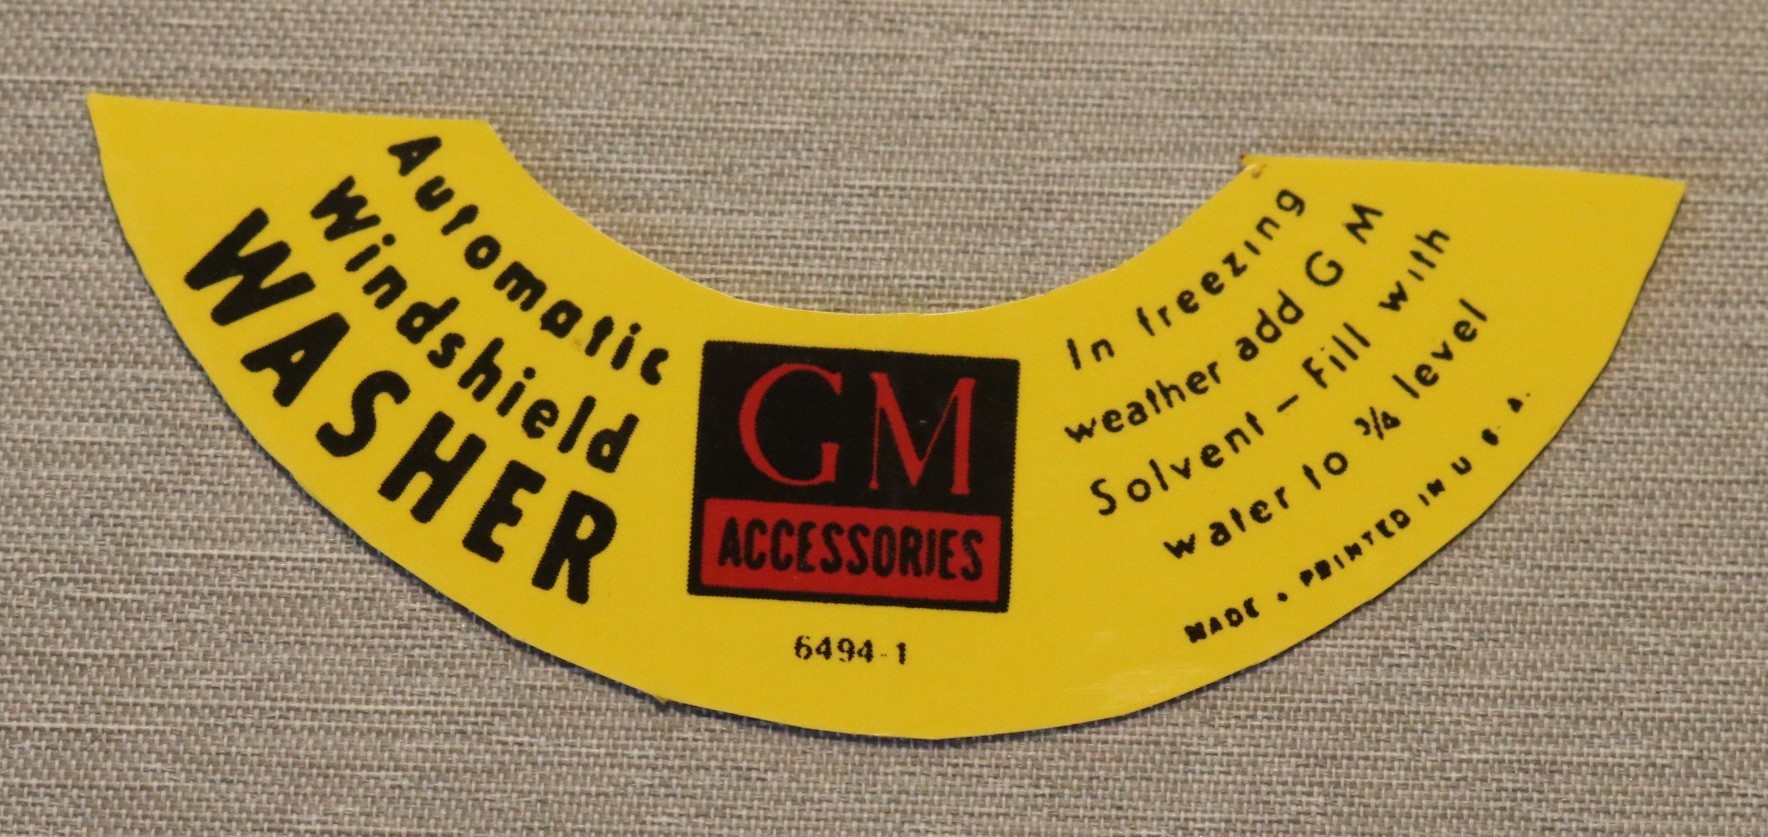 Automatic
Windshield
WASHER
GM
ACCESSORIES
6494-1
In freezing
weather add G M
Solvent – Fill with
water to ¾ level
MADE • PRINTED IN U S A.